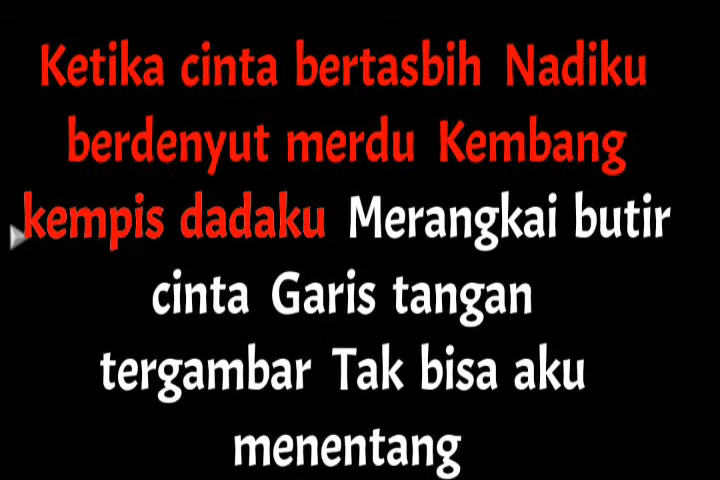 Ketika cinta bertasbih Nadiku
berdenyut merdu Kembang
kempis dadaku Merangkai butir
cinta Garis tangan
tergambar Tak bisa aku
menentang